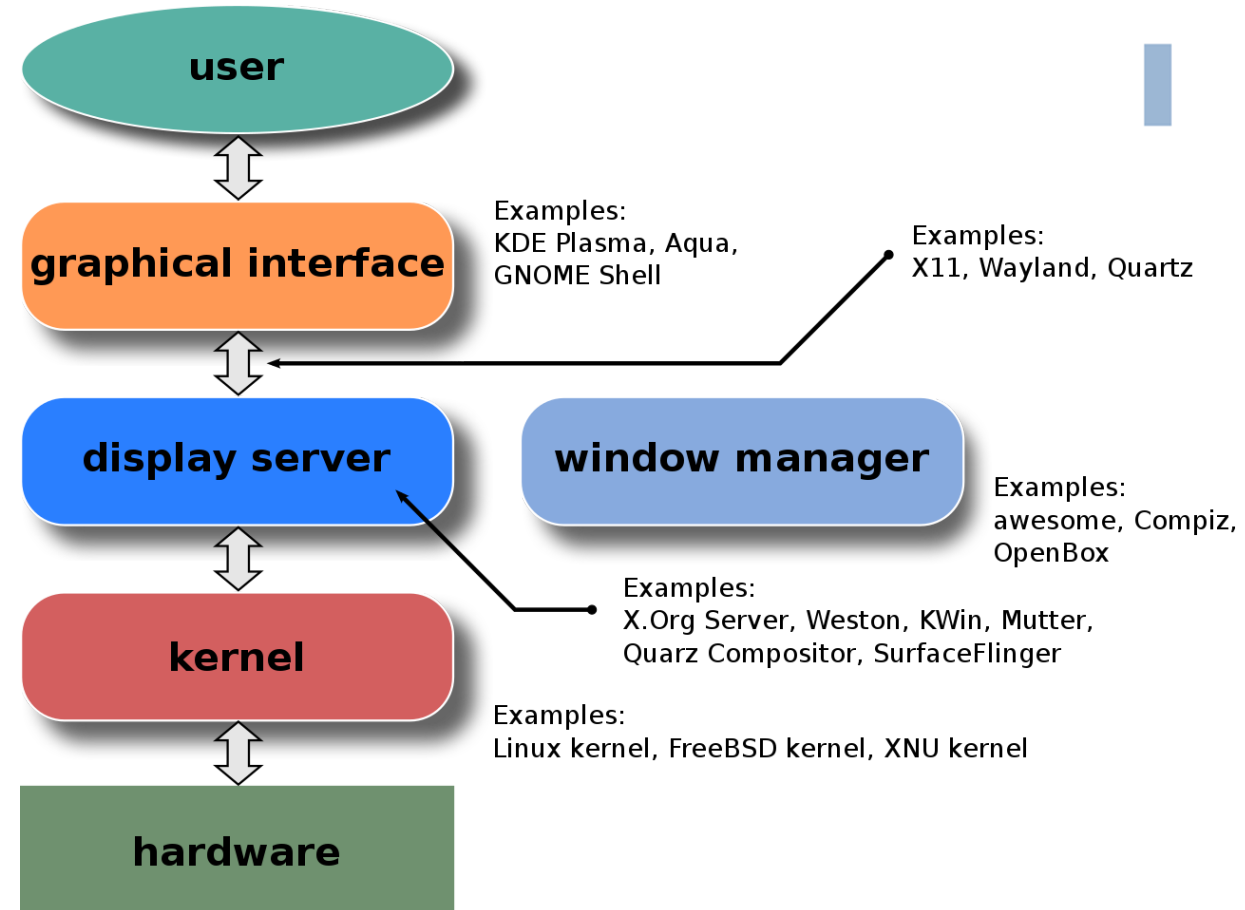 user
graphical interface
Examples:
KDE Plasma, Aqua,
GNOME Shell
Examples:
X11, Wayland, Quartz
display server
window manager
Examples:
awesome, Compiz,
OpenBox
Examples:
X.Org Server, Weston, KWin, Mutter,
Quarz Compositor, SurfaceFlinger
kernel
Examples:
Linux kernel, FreeBSD kernel, XNU kernel
hardware